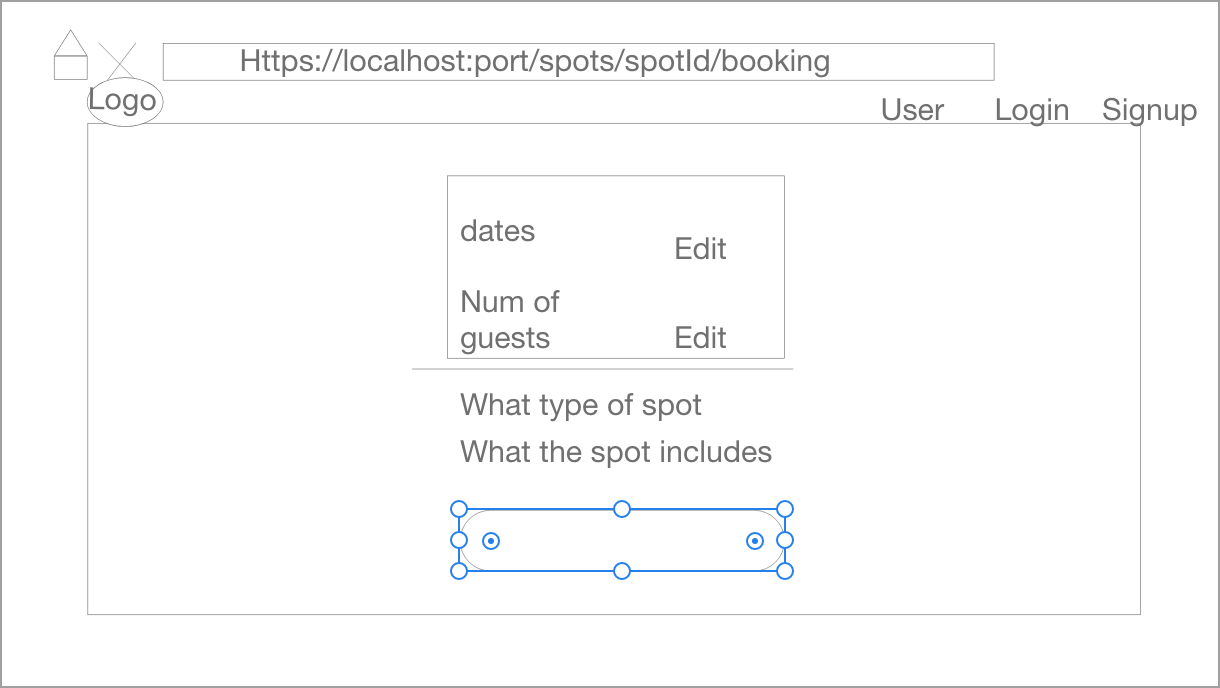 Https://localhost:port/spots/spotId/booking
Logo
User Login Signup
dates
Edit
Num of
guests Edit
What type of spot
What the spot includes